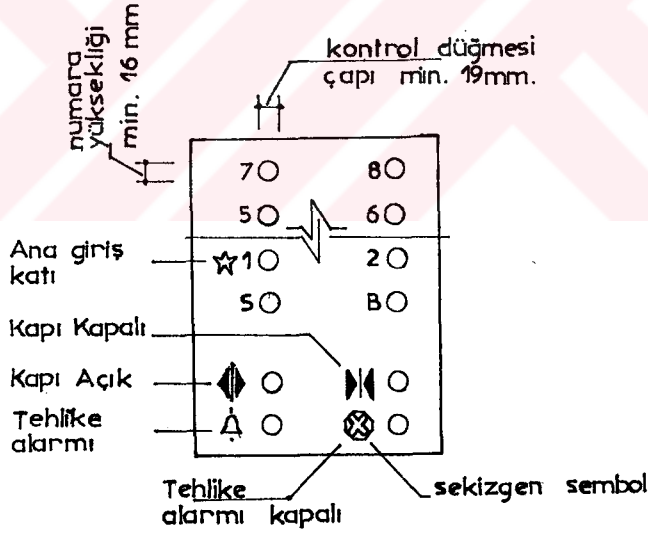 numara
yüksekliği
min. 16 mm
kontrol düğmesi
çapı min. 19mm.
7 8
5 6
Ana giriş
katı
1 2
S B
Kapı Kapalı
Kapı Açık
Tehlike
alarmı
Tehlike
alarmı kapalı
sekizgen sembol